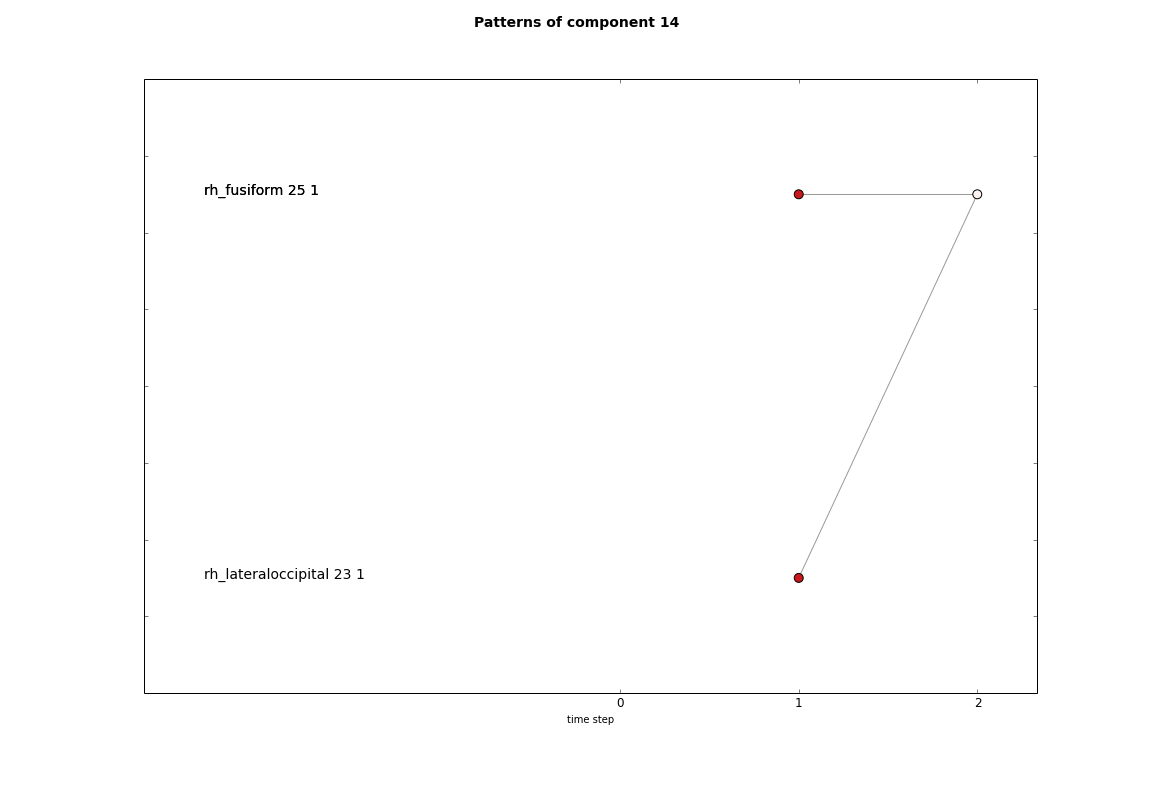 Patterns of component 14
rh_fusiform 25 1
rh_lateraloccipital 23 1
0 1 2
time step